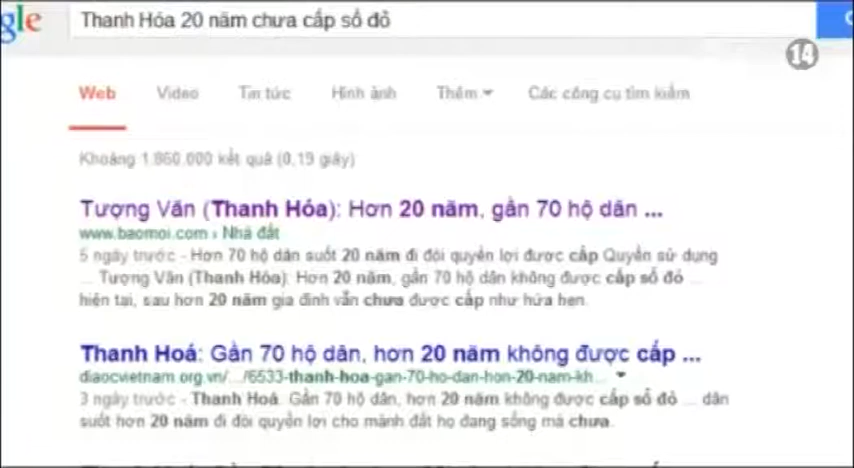 gle
Thanh Hóa 20 năm chưa cấp sổ đỏ
14
Web Video Tin tức Hình ảnh Thêm Các công cụ tìm kiếm
Khoảng 1.860.000 kết quả (0,19 giây)
Tượng Văn (Thanh Hóa): Hơn 20 năm, gần 70 hộ dân ...
www.baomoi.com › Nhà đất
5 ngày trước - Hơn 70 hộ dân suốt 20 năm đi đòi quyền lợi được cấp Quyền sử dụng
... Tượng Văn (Thanh Hóa): Hơn 20 năm, gần 70 hộ dân không được cấp sổ đỏ ...
hiện tại, sau hơn 20 năm gia đình vẫn chưa được cấp như hứa hẹn.
Thanh Hoá: Gần 70 hộ dân, hơn 20 năm không được cấp ...
diaocvietnam.org.vn/.../6533-thanh-hoa-gan-70-ho-dan-hon-20-nam-kh...
3 ngày trước - Thanh Hoá. Gần 70 hộ dân, hơn 20 năm không được cấp sổ đỏ ... dân
suốt hơn 20 năm đi đòi quyền lợi cho mảnh đất họ đang sống mà chưa.